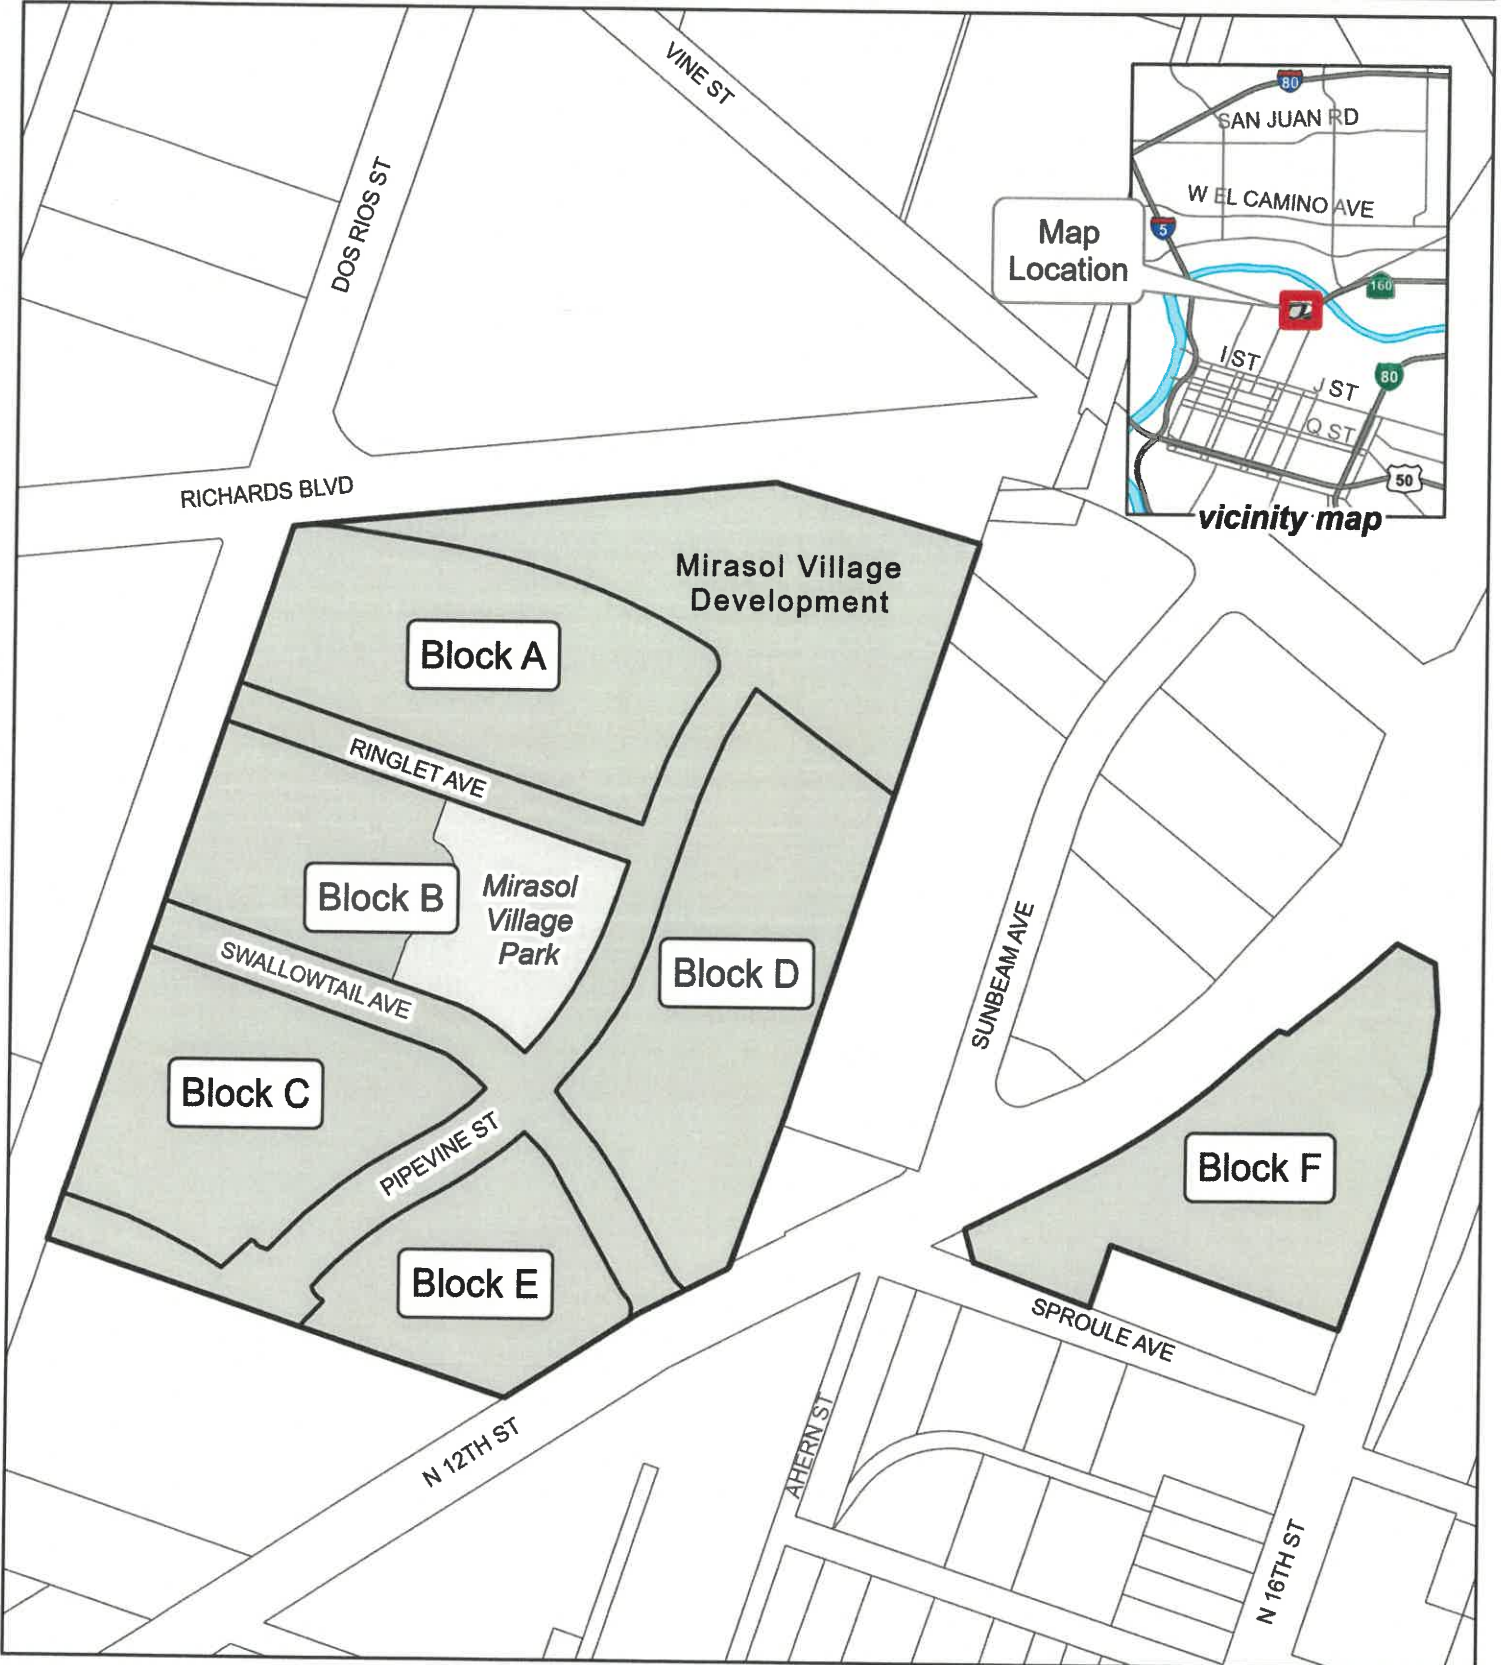 VINE ST
DOS RIOS ST
RICHARDS BLVD
80
SAN JUAN RD
W EL CAMINO AVE
5
Map
Location
160
I ST
J ST
80
Q ST
50
vicinity map
Mirasol Village
Development
Block A
RINGLET AVE
Block B
Mirasol
Village
Park
Block D
SWALLOWTAIL AVE
SUNBEAM AVE
Block C
PIPEVINE ST
Block F
Block E
SPROULE AVE
N 12TH ST
AHERN ST
N 16TH ST